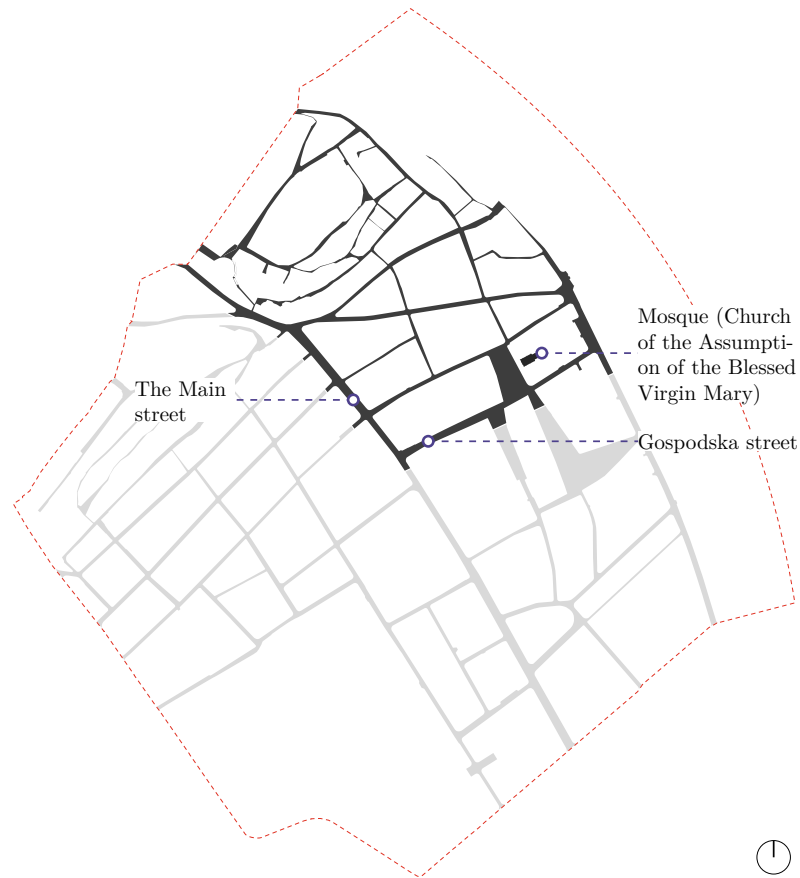 Mosque (Church
of the Assumpti-
on of the Blessed
Virgin Mary)
The Main
street
Gospodska street